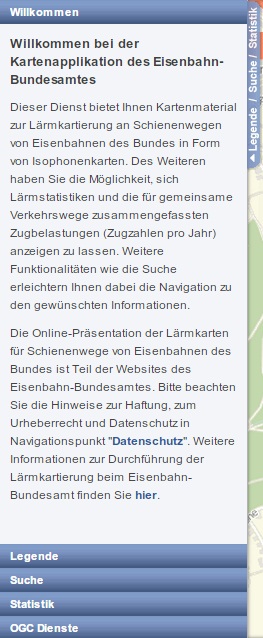 Willkommen
Willkommen bei der
Kartenapplikation des Eisenbahn-
Bundesamtes
Dieser Dienst bietet Ihnen Kartenmaterial
zur Lärmkartierung an Schienenwegen
von Eisenbahnen des Bundes in Form
von Isophonenkarten. Des Weiteren
haben Sie die Möglichkeit, sich
Lärmstatistiken und die für gemeinsame
Verkehrswege zusammengefassten
Zugbelastungen (Zugzahlen pro Jahr)
anzeigen zu lassen. Weitere
Funktionalitäten wie die Suche
erleichtern Ihnen dabei die Navigation zu
den gewünschten Informationen.
Die Online-Präsentation der Lärmkarten
für Schienenwege von Eisenbahnen des
Bundes ist Teil der Websites des
Eisenbahn-Bundesamtes. Bitte beachten
Sie die Hinweise zur Haftung, zum
Urheberrecht und Datenschutz in
Navigationspunkt "Datenschutz". Weitere
Informationen zur Durchführung der
Lärmkartierung beim Eisenbahn-
Bundesamt finden Sie hier.
Legende
Suche
Statistik
OGC Dienste
Legende / Suche / Statistik